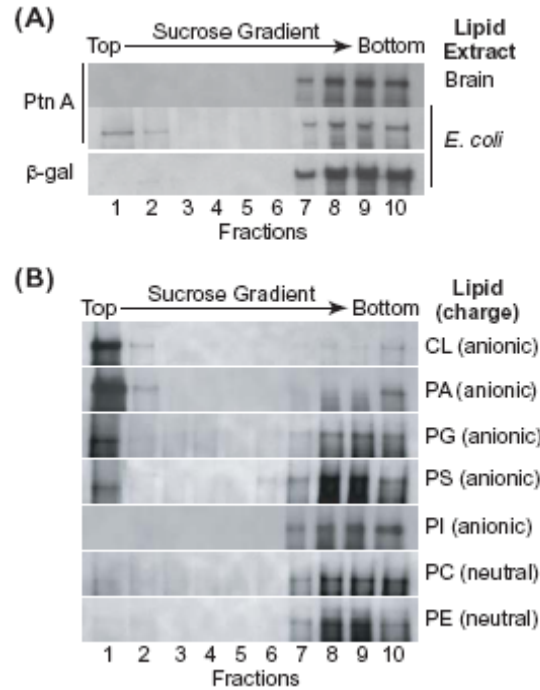 (A)
Sucrose Gradient
Top Bottom
Lipid
Extract
Brain
Ptn A
E. coli
β-gal
1 2 3 4 5 6 7 8 9 10
Fractions
(B)
Sucrose Gradient
Top Bottom
Lipid
(charge)
CL (anionic)
PA (anionic)
PG (anionic)
PS (anionic)
PI (anionic)
PC (neutral)
PE (neutral)
1 2 3 4 5 6 7 8 9 10
Fractions